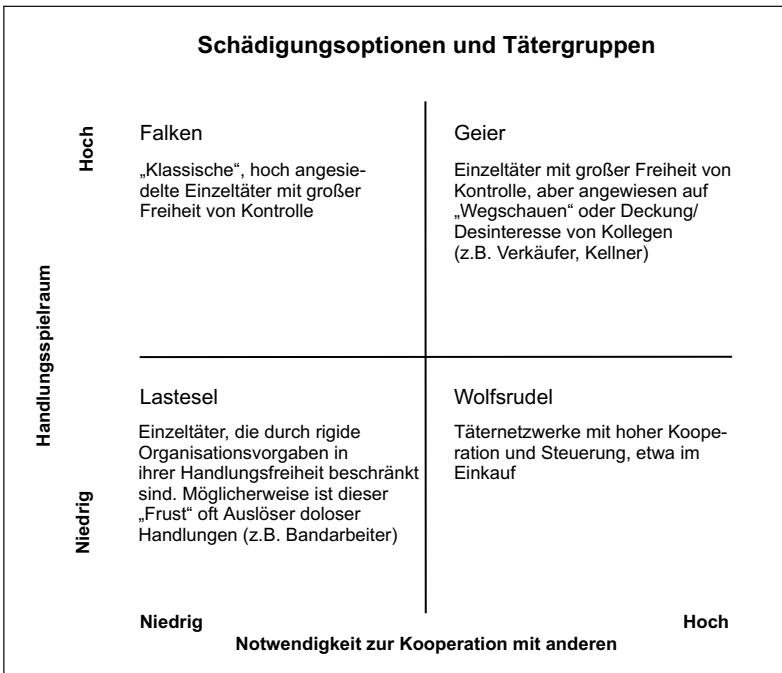 Schädigungsoptionen und Tätergruppen
Hoch
Falken
„Klassische“, hoch angesie-
delte Einzeltäter mit großer
Freiheit von Kontrolle
Geier
Einzeltäter mit großer Freiheit von
Kontrolle, aber angewiesen auf
„Wegschauen“ oder Deckung/
Desinteresse von Kollegen
(z.B. Verkäufer, Kellner)
Handlungsspielraum
Niedrig
Lastesel
Einzeltäter, die durch rigide
Organisationsvorgaben in
ihrer Handlungsfreiheit beschränkt
sind. Möglicherweise ist dieser
„Frust“ oft Auslöser doloser
Handlungen (z.B. Bandarbeiter)
Wolfsrudel
Täternetzwerke mit hoher Koope-
ration und Steuerung, etwa im
Einkauf
Niedrig
Hoch
Notwendigkeit zur Kooperation mit anderen